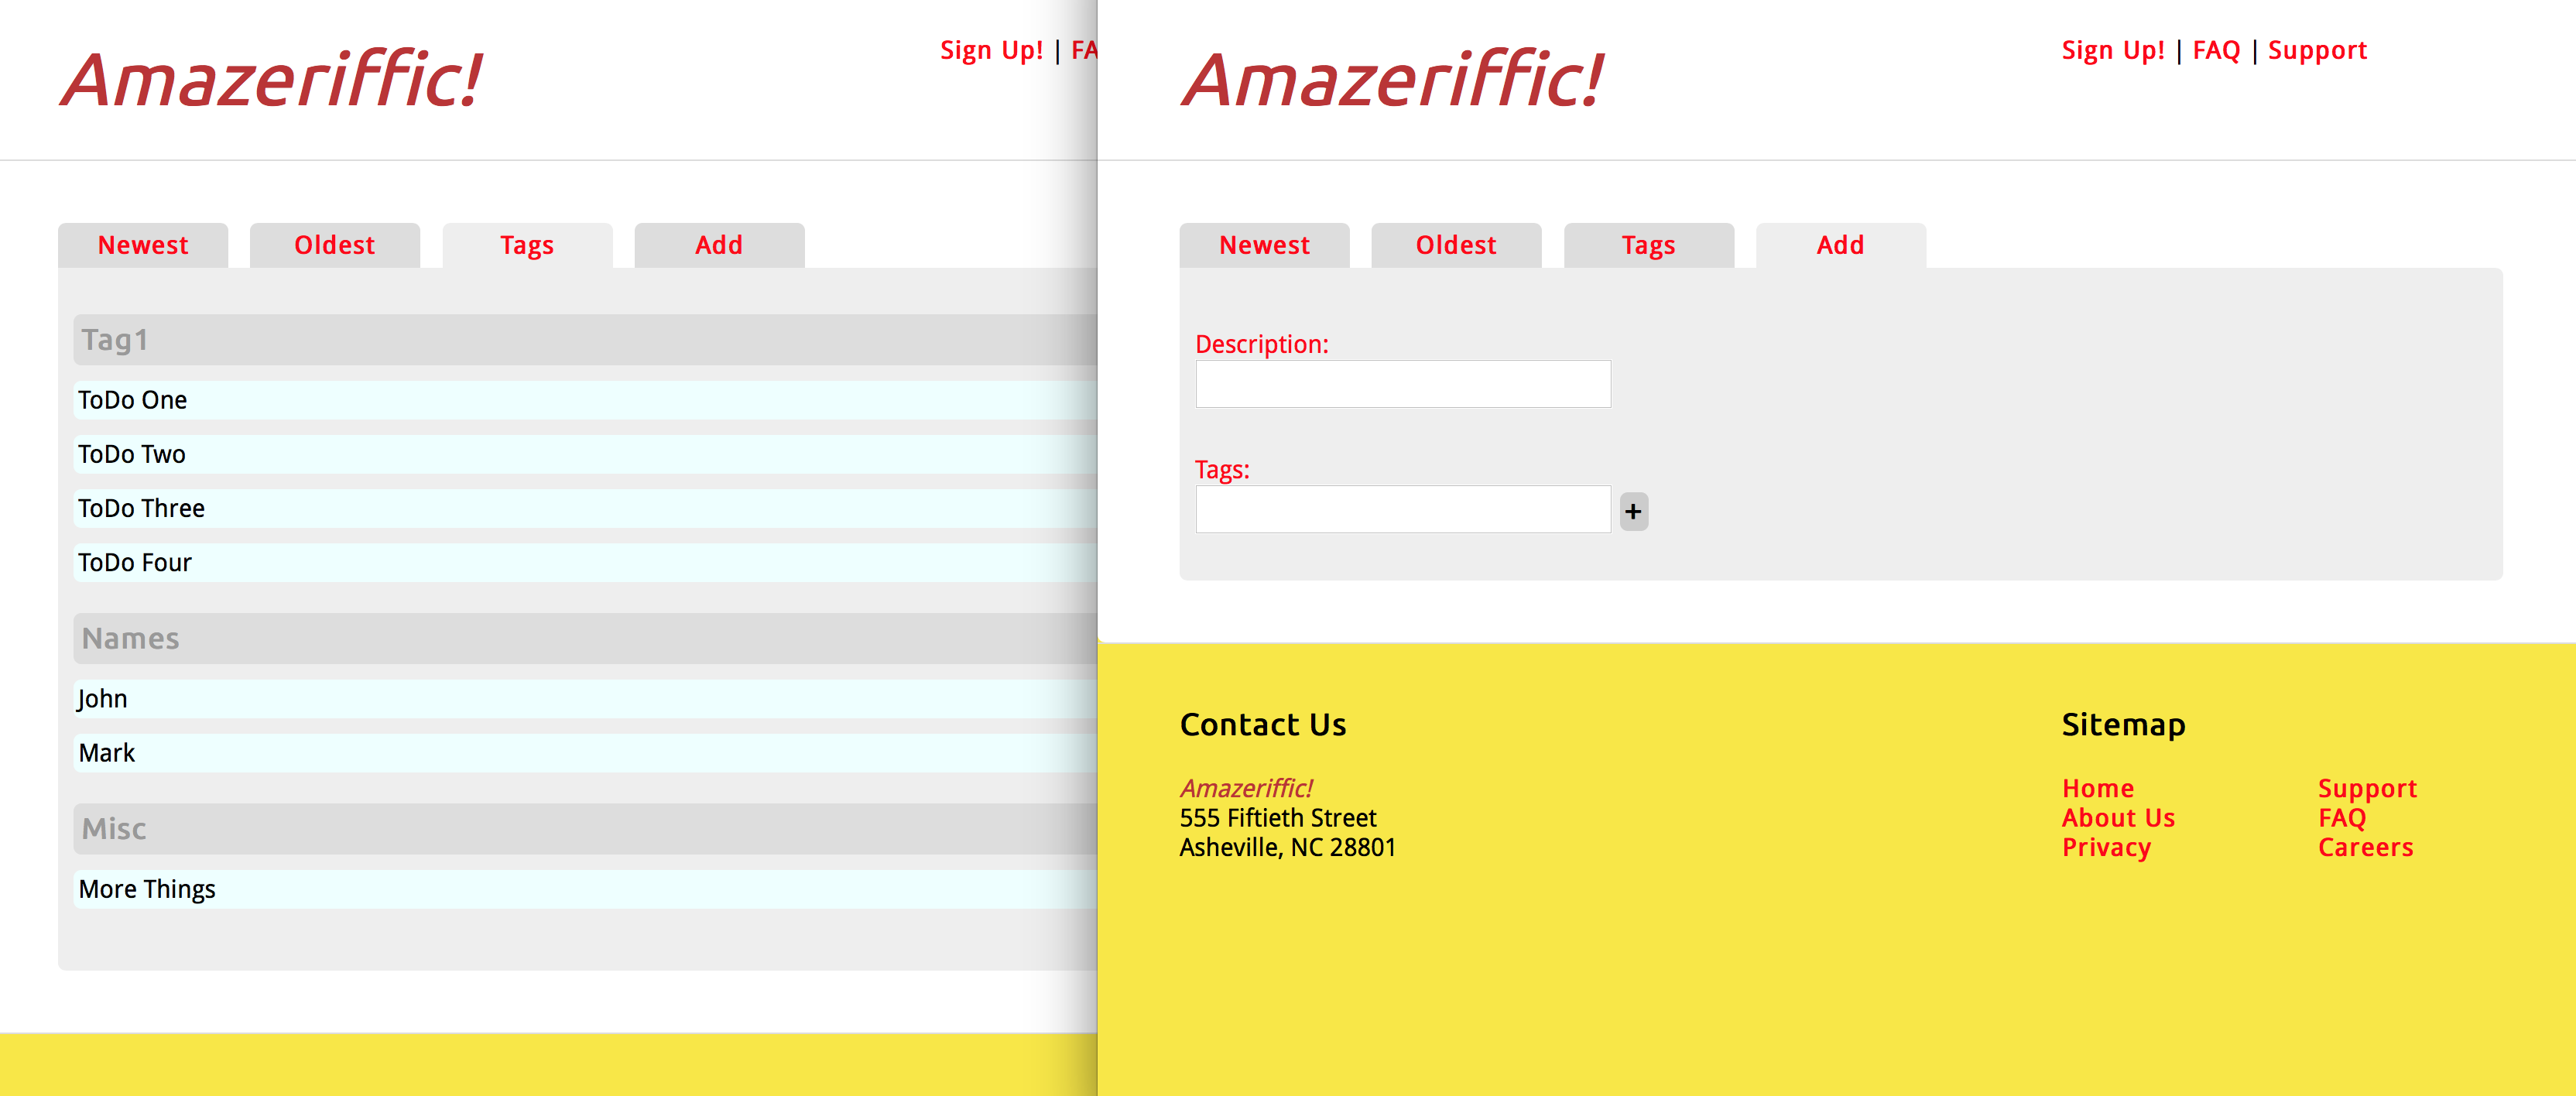 Amazeriffic!
Sign Up! | FA
Newest Oldest Tags Add
Tag1
ToDo One
ToDo Two
ToDo Three
ToDo Four
Names
John
Mark
Misc
More Things
Amazeriffic!
Sign Up! | FAQ | Support
Newest Oldest Tags Add
Description:
Tags:
+
Contact Us
Amazeriffic!
555 Fiftieth Street
Asheville, NC 28801
Sitemap
Home Support
About Us FAQ
Privacy Careers